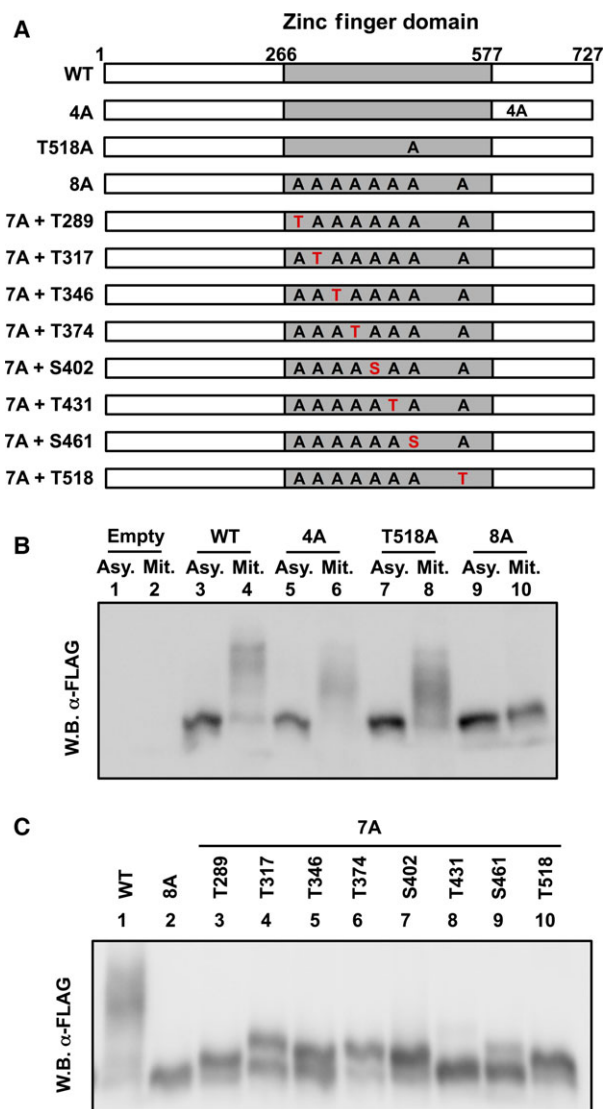 A
Zinc finger domain
1 266 577 727
WT
4A 4A
T518A A
8A A A A A A A A A
7A + T289 T A A A A A A A
7A + T317 A T A A A A A A
7A + T346 A A T A A A A A
7A + T374 A A A T A A A A
7A + S402 A A A A S A A A
7A + T431 A A A A A T A A
7A + S461 A A A A A A S A
7A + T518 A A A A A A A T
B
Empty WT 4A T518A 8A
Asy. Mit. Asy. Mit. Asy. Mit. Asy. Mit. Asy. Mit.
1 2 3 4 5 6 7 8 9 10
W.B. α-FLAG
C
7A
WT 8A T289 T317 T346 T374 S402 T431 S461 T518
1 2 3 4 5 6 7 8 9 10
W.B. α-FLAG